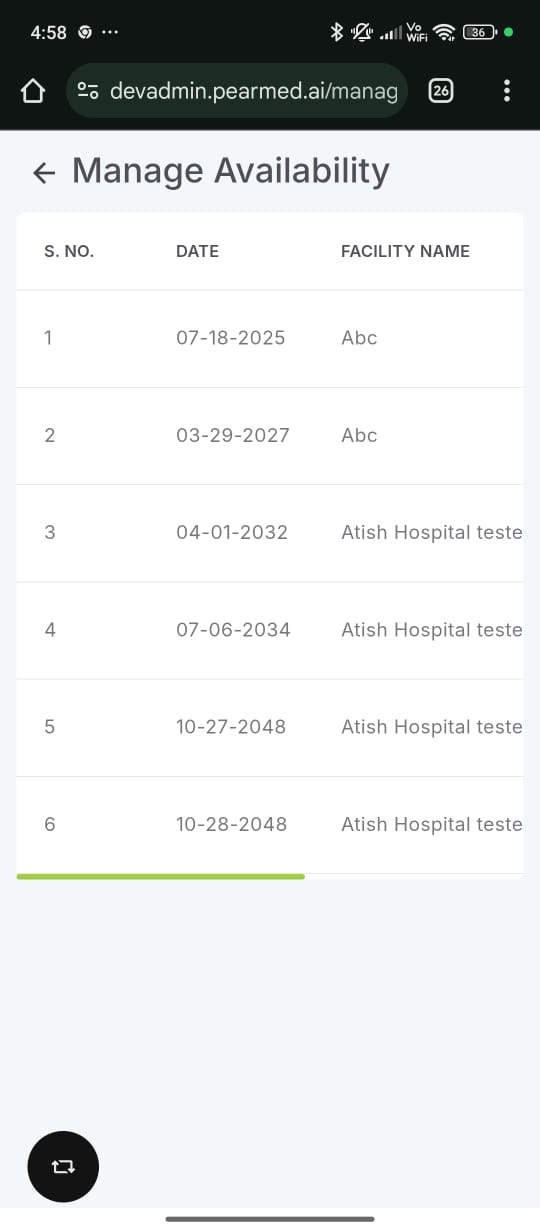 4:58 ... Vo WiFi 36
devadmin.pearmed.ai/manag 26
← Manage Availability
S. NO. DATE FACILITY NAME
1 07-18-2025 Abc
2 03-29-2027 Abc
3 04-01-2032 Atish Hospital teste
4 07-06-2034 Atish Hospital teste
5 10-27-2048 Atish Hospital teste
6 10-28-2048 Atish Hospital teste